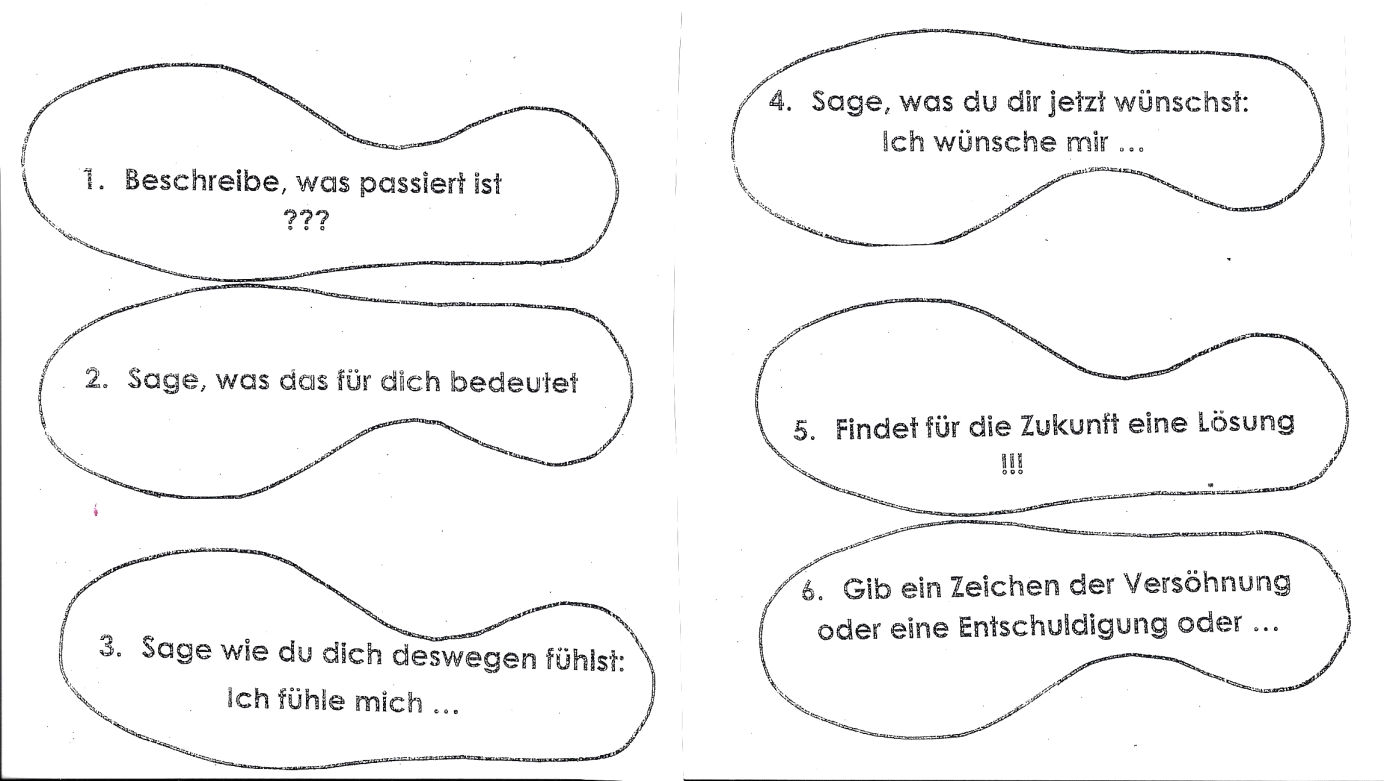 1. Beschreibe, was passiert ist
???
2. Sage, was das für dich bedeutet
3. Sage wie du dich deswegen fühlst:
Ich fühle mich ...
4. Sage, was du dir jetzt wünschst:
Ich wünsche mir ...
5. Findet für die Zukunft eine Lösung
!!!
6. Gib ein Zeichen der Versöhnung
oder eine Entschuldigung oder ...